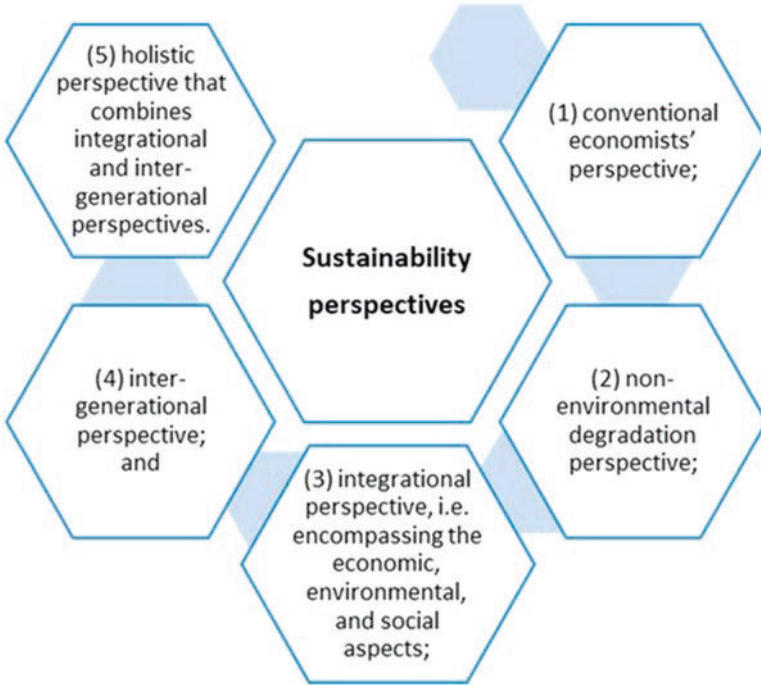 Sustainability
perspectives
(1) conventional
economists’
perspective;
(2) non-
environmental
degradation
perspective;
(3) integrational
perspective, i.e.
encompassing the
economic,
environmental,
and social
aspects;
(4) inter-
generational
perspective;
and
(5) holistic
perspective that
combines
integrational
and inter-
generational
perspectives.